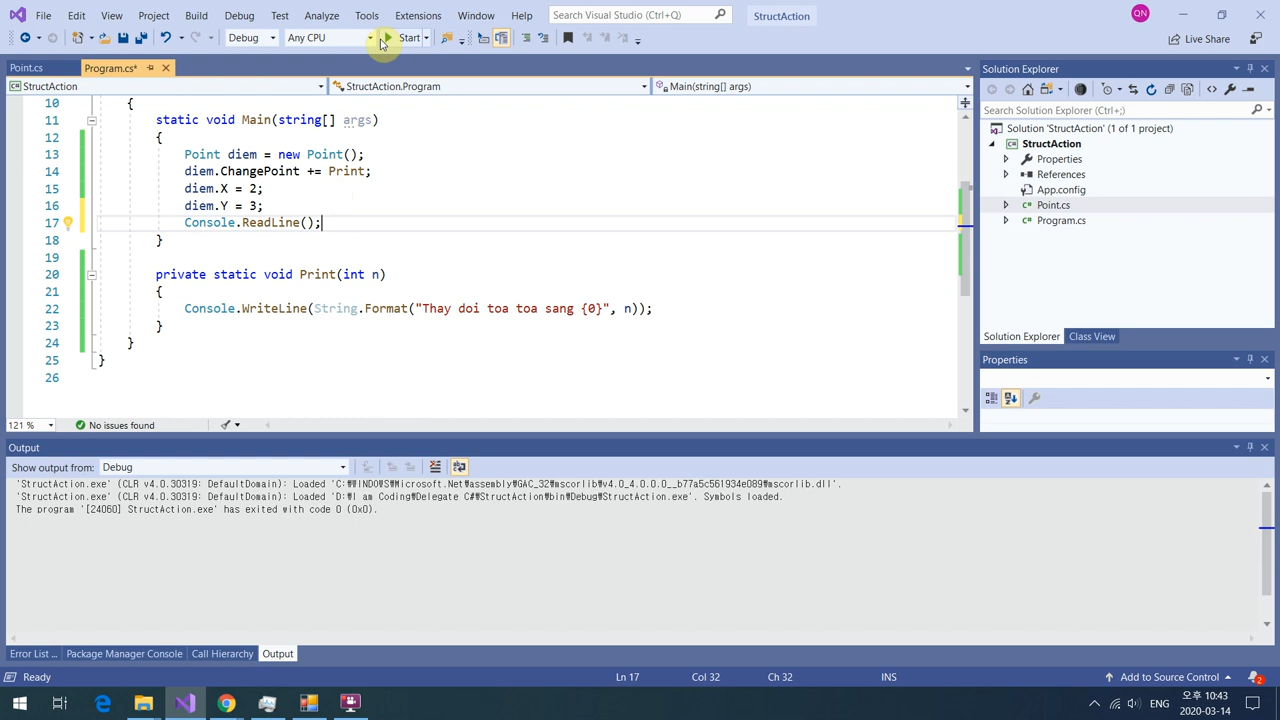 File Edit View Project Build Debug Test Analyze Tools Extensions Window Help Search Visual Studio (Ctrl+Q) StructAction QN
Debug Any CPU Start Live Share
Point.cs Program.cs* Solution Explorer
StructAction StructAction.Program Main(string[] args)
Search Solution Explorer (Ctrl+;)
Solution 'StructAction' (1 of 1 project)
StructAction
Properties
References
App.config
Point.cs
Program.cs
10 {
11 static void Main(string[] args)
12 {
13 Point diem = new Point();
14 diem.ChangePoint += Print;
15 diem.X = 2;
16 diem.Y = 3;
17 Console.ReadLine();
18 }
19
20 private static void Print(int n)
21 {
22 Console.WriteLine(String.Format("Thay doi toa toa sang {0}", n));
23 }
24 }
25 }
26
Solution Explorer Class View
Properties
121 % No issues found
Output
Show output from: Debug
'StructAction.exe' (CLR v4.0.30319: DefaultDomain): Loaded 'C:₩WINDOWS₩Microsoft.Net₩assembly₩GAC_32₩mscorlib₩v4.0_4.0.0.0__b77a5c561934e089₩mscorlib.dll'.
'StructAction.exe' (CLR v4.0.30319: DefaultDomain): Loaded 'D:₩I am Coding₩Delegate C#₩StructAction₩bin₩Debug₩StructAction.exe'. Symbols loaded.
The program '[24060] StructAction.exe' has exited with code 0 (0x0).
Error List ... Package Manager Console Call Hierarchy Output
Ready Ln 17 Col 32 Ch 32 INS Add to Source Control 2
ENG 오후 10:43
2020-03-14